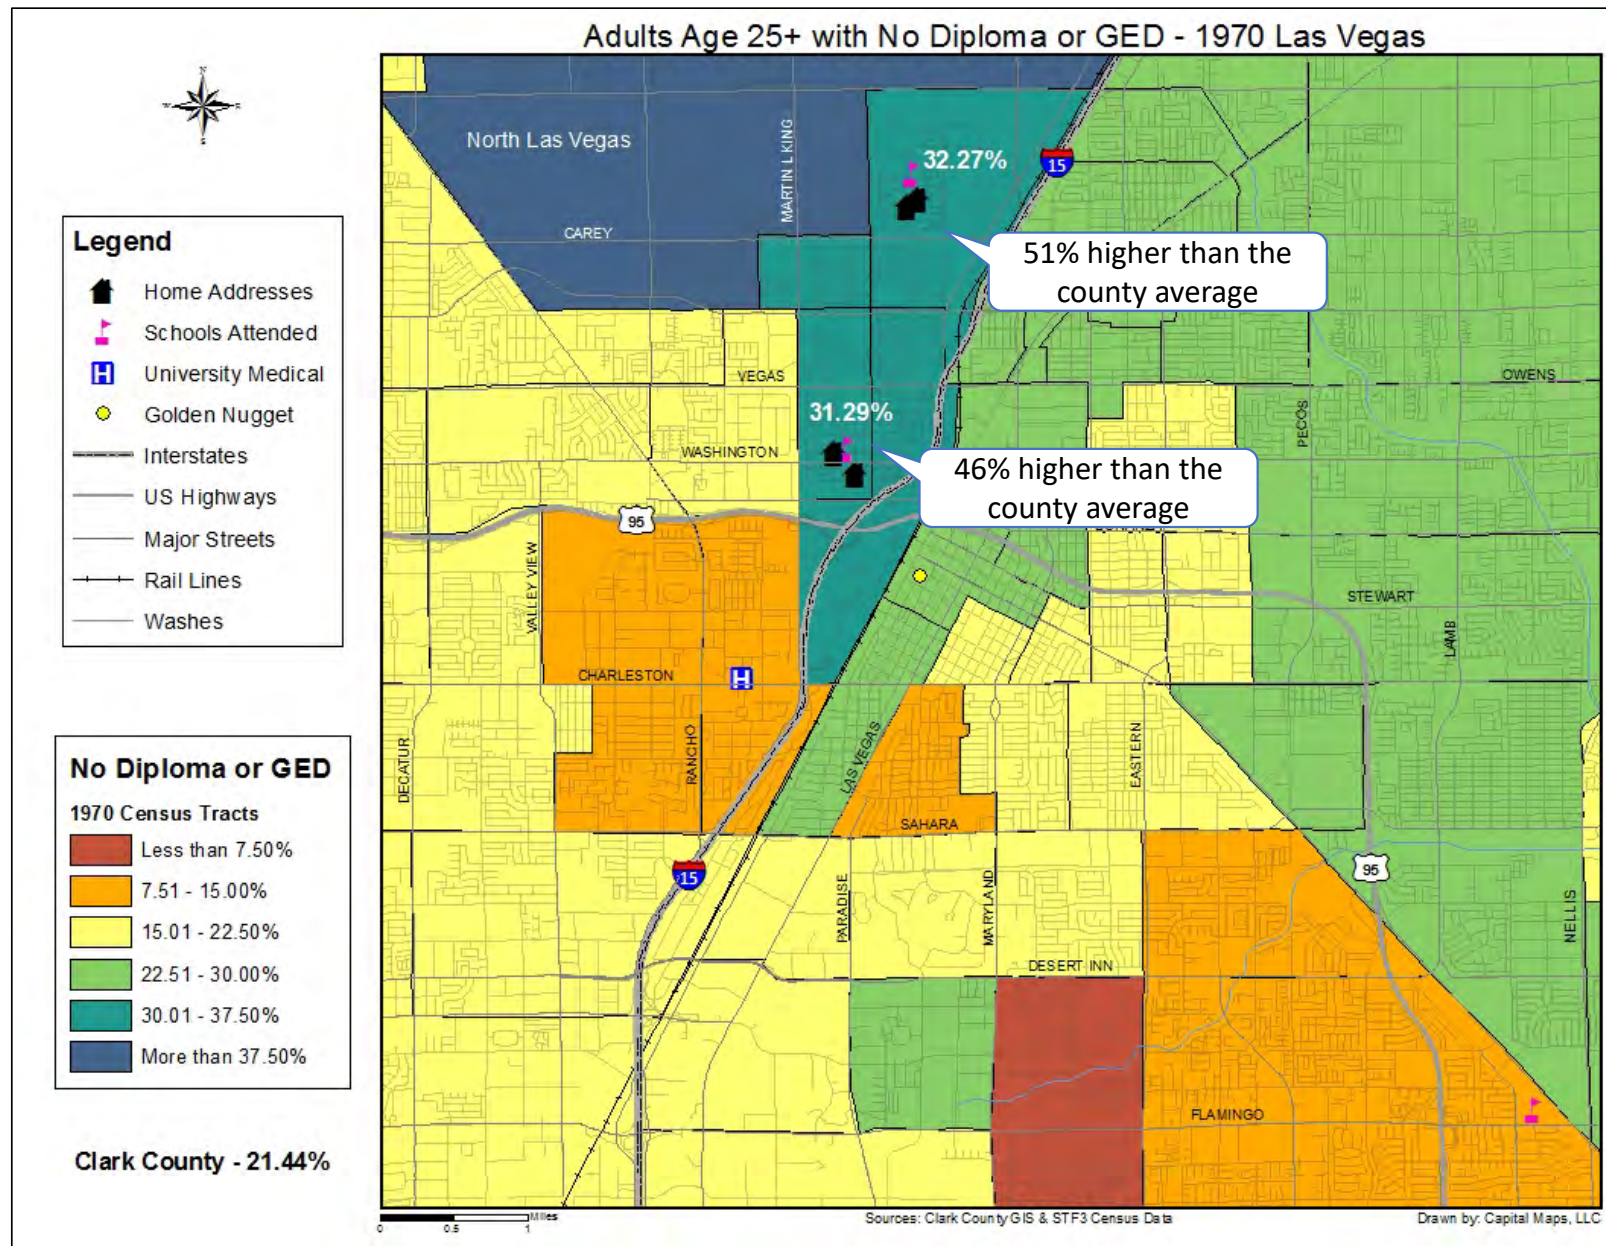 Adults Age 25+ with No Diploma or GED - 1970 Las Vegas
N
W
E
S
North Las Vegas
MARTIN L KING
32.27%
15
CAREY
51% higher than the
county average
Legend
Home Addresses
Schools Attended
H University Medical
Golden Nugget
Interstates
US Highways
Major Streets
Rail Lines
Washes
VEGAS
OWENS
PECOS
31.29%
WASHINGTON
46% higher than the
county average
95
VALLEY VIEW
STEWART
LAMB
CHARLESTON
H
DECATUR
RANCHO
LAS VEGAS
EASTERN
SAHARA
No Diploma or GED
1970 Census Tracts
Less than 7.50%
7.51 - 15.00%
15.01 - 22.50%
22.51 - 30.00%
30.01 - 37.50%
More than 37.50%
15
95
PARADISE
MARYLAND
NELLIS
DESERT INN
FLAMINGO
Clark County - 21.44%
0 0.5 1 Miles
Sources: Clark County GIS & STF3 Census Data
Drawn by: Capital Maps, LLC